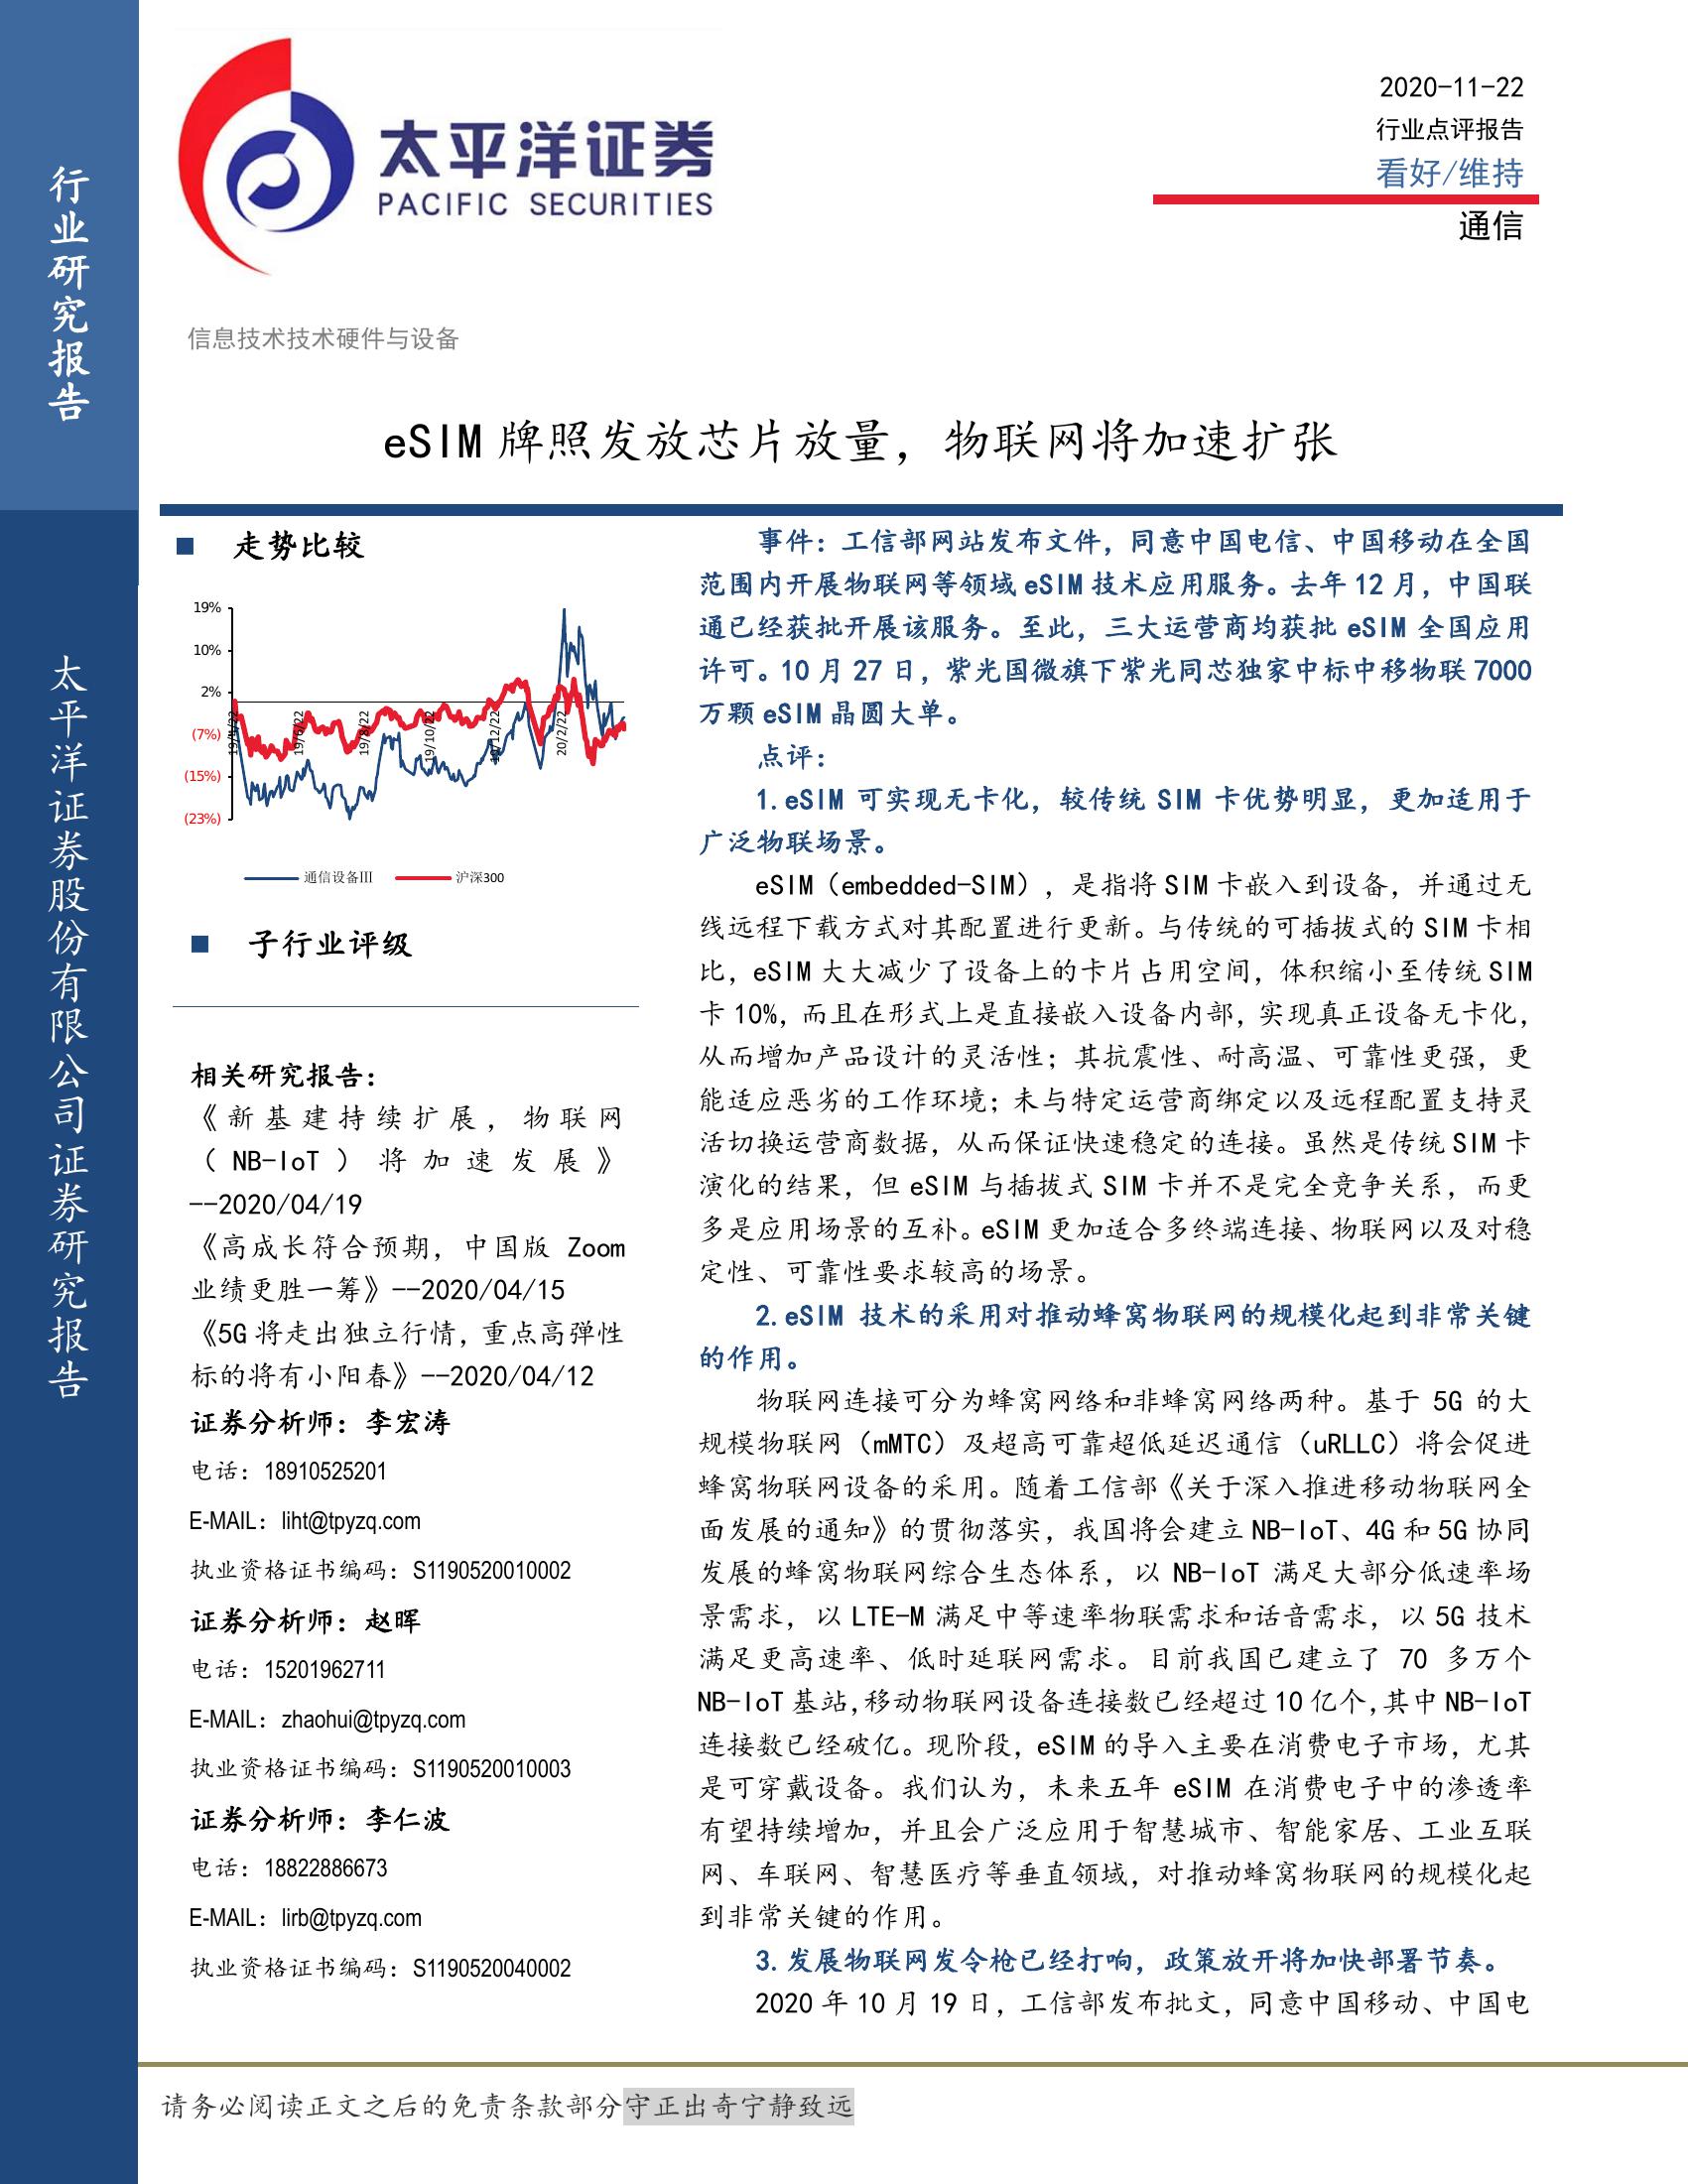 行业研究报告
太平洋证券股份有限公司证券研究报告
太平洋证券
PACIFIC SECURITIES
2020-11-22
行业点评报告
看好/维持
通信
信息技术技术硬件与设备
eSIM 牌照发放芯片放量，物联网将加速扩张
走势比较
19%
10%
2%
(7%)
(15%)
(23%)
19/4/22
19/6/22
19/8/22
19/10/22
19/12/22
20/2/22
通信设备III
沪深300
子行业评级
相关研究报告：
《新基建持续扩展，物联网
（NB-IoT）将加速发展》
--2020/04/19
《高成长符合预期，中国版 Zoom
业绩更胜一筹》--2020/04/15
《5G 将走出独立行情，重点高弹性
标的将有小阳春》--2020/04/12
证券分析师：李宏涛
电话：18910525201
E-MAIL：liht@tpyzq.com
执业资格证书编码：S1190520010002
证券分析师：赵晖
电话：15201962711
E-MAIL：zhaohui@tpyzq.com
执业资格证书编码：S1190520010003
证券分析师：李仁波
电话：18822886673
E-MAIL：lirb@tpyzq.com
执业资格证书编码：S1190520040002
事件：工信部网站发布文件，同意中国电信、中国移动在全国
范围内开展物联网等领域 eSIM 技术应用服务。去年 12 月，中国联
通已经获批开展该服务。至此，三大运营商均获批 eSIM 全国应用
许可。10 月 27 日，紫光国微旗下紫光同芯独家中标中移物联 7000
万颗 eSIM 晶圆大单。
点评：
1.eSIM 可实现无卡化，较传统 SIM 卡优势明显，更加适用于
广泛物联场景。
eSIM（embedded-SIM），是指将 SIM 卡嵌入到设备，并通过无
线远程下载方式对其配置进行更新。与传统的可插拔式的 SIM 卡相
比，eSIM 大大减少了设备上的卡片占用空间，体积缩小至传统 SIM
卡 10%，而且在形式上是直接嵌入设备内部，实现真正设备无卡化，
从而增加产品设计的灵活性；其抗震性、耐高温、可靠性更强，更
能适应恶劣的工作环境；未与特定运营商绑定以及远程配置支持灵
活切换运营商数据，从而保证快速稳定的连接。虽然是传统 SIM 卡
演化的结果，但 eSIM 与插拔式 SIM 卡并不是完全竞争关系，而更
多是应用场景的互补。eSIM 更加适合多终端连接、物联网以及对稳
定性、可靠性要求较高的场景。
2.eSIM 技术的采用对推动蜂窝物联网的规模化起到非常关键
的作用。
物联网连接可分为蜂窝网络和非蜂窝网络两种。基于 5G 的大
规模物联网（mMTC）及超高可靠超低延迟通信（uRLLC）将会促进
蜂窝物联网设备的采用。随着工信部《关于深入推进移动物联网全
面发展的通知》的贯彻落实，我国将会建立 NB-IoT、4G 和 5G 协同
发展的蜂窝物联网综合生态体系，以 NB-IoT 满足大部分低速率场
景需求，以 LTE-M 满足中等速率物联需求和话音需求，以 5G 技术
满足更高速率、低时延联网需求。目前我国已建立了 70 多万个
NB-IoT 基站，移动物联网设备连接数已经超过 10 亿个，其中 NB-IoT
连接数已经破亿。现阶段，eSIM 的导入主要在消费电子市场，尤其
是可穿戴设备。我们认为，未来五年 eSIM 在消费电子中的渗透率
有望持续增加，并且会广泛应用于智慧城市、智能家居、工业互联
网、车联网、智慧医疗等垂直领域，对推动蜂窝物联网的规模化起
到非常关键的作用。
3.发展物联网发令枪已经打响，政策放开将加快部署节奏。
2020 年 10 月 19 日，工信部发布批文，同意中国移动、中国电
请务必阅读正文之后的免责条款部分守正出奇宁静致远